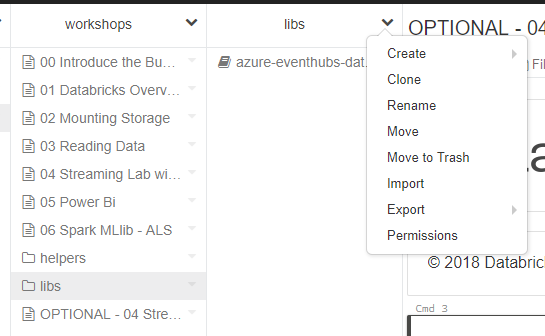 workshops
libs
OPTIONAL - 04
00 Introduce the Bu...
azure-eventhubs-dat...
Create
Fil
01 Databricks Overv...
Clone
02 Mounting Storage
Rename
03 Reading Data
Move
04 Streaming Lab wi...
Move to Trash
05 Power Bi
Import
06 Spark MLlib - ALS
Export
helpers
Permissions
libs
© 2018 Databric
OPTIONAL - 04 Stre...
Cmd 3